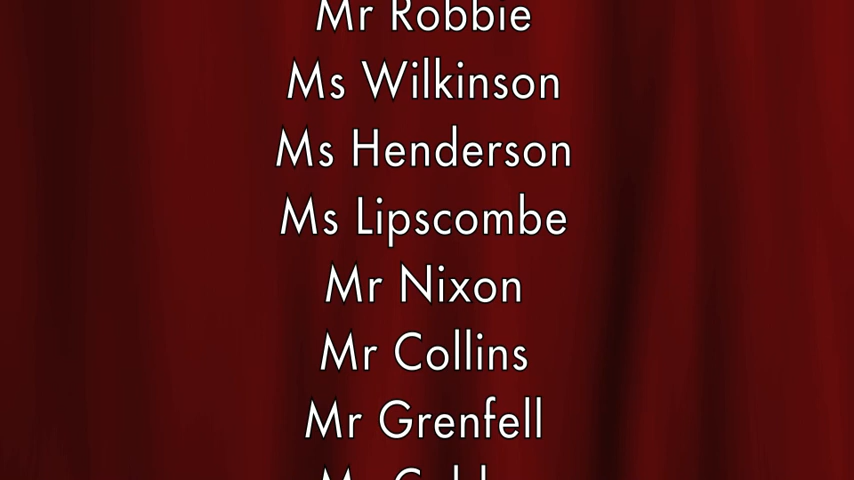 Mr Robbie
Ms Wilkinson
Ms Henderson
Ms Lipscombe
Mr Nixon
Mr Collins
Mr Grenfell